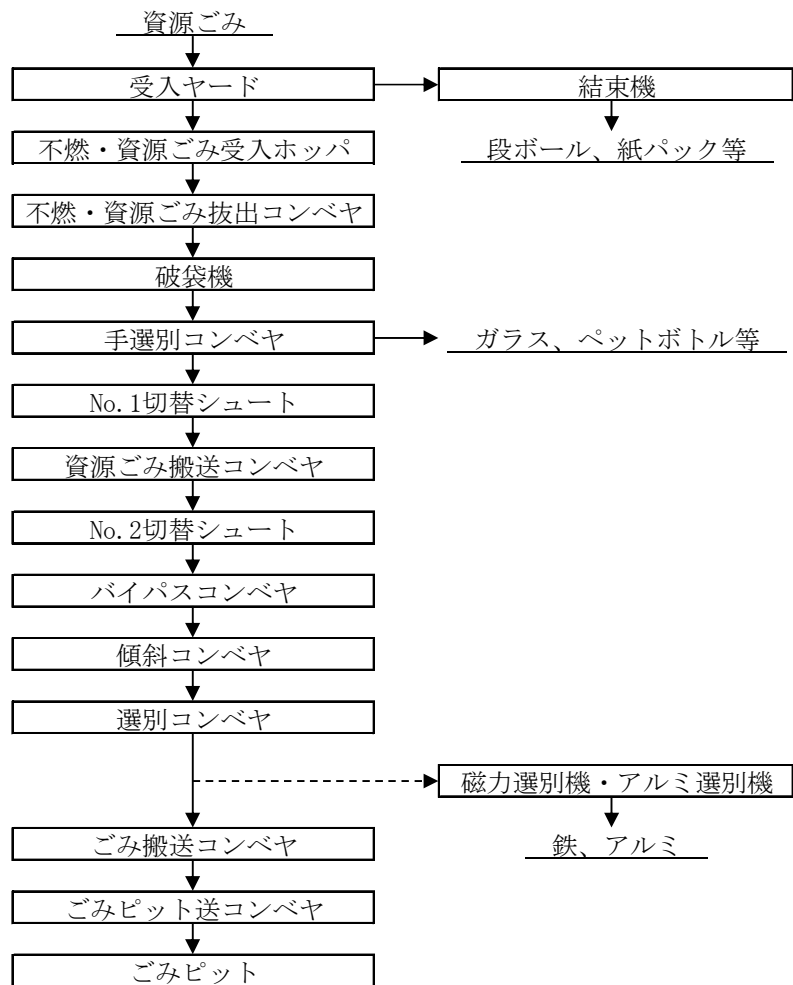 資源ごみ
受入ヤード
結束機
不燃・資源ごみ受入ホッパ
段ボール、紙パック等
不燃・資源ごみ抜出コンベヤ
破袋機
手選別コンベヤ
ガラス、ペットボトル等
No.1切替シュート
資源ごみ搬送コンベヤ
No.2切替シュート
バイパスコンベヤ
傾斜コンベヤ
選別コンベヤ
磁力選別機・アルミ選別機
ごみ搬送コンベヤ
鉄、アルミ
ごみピット送コンベヤ
ごみピット